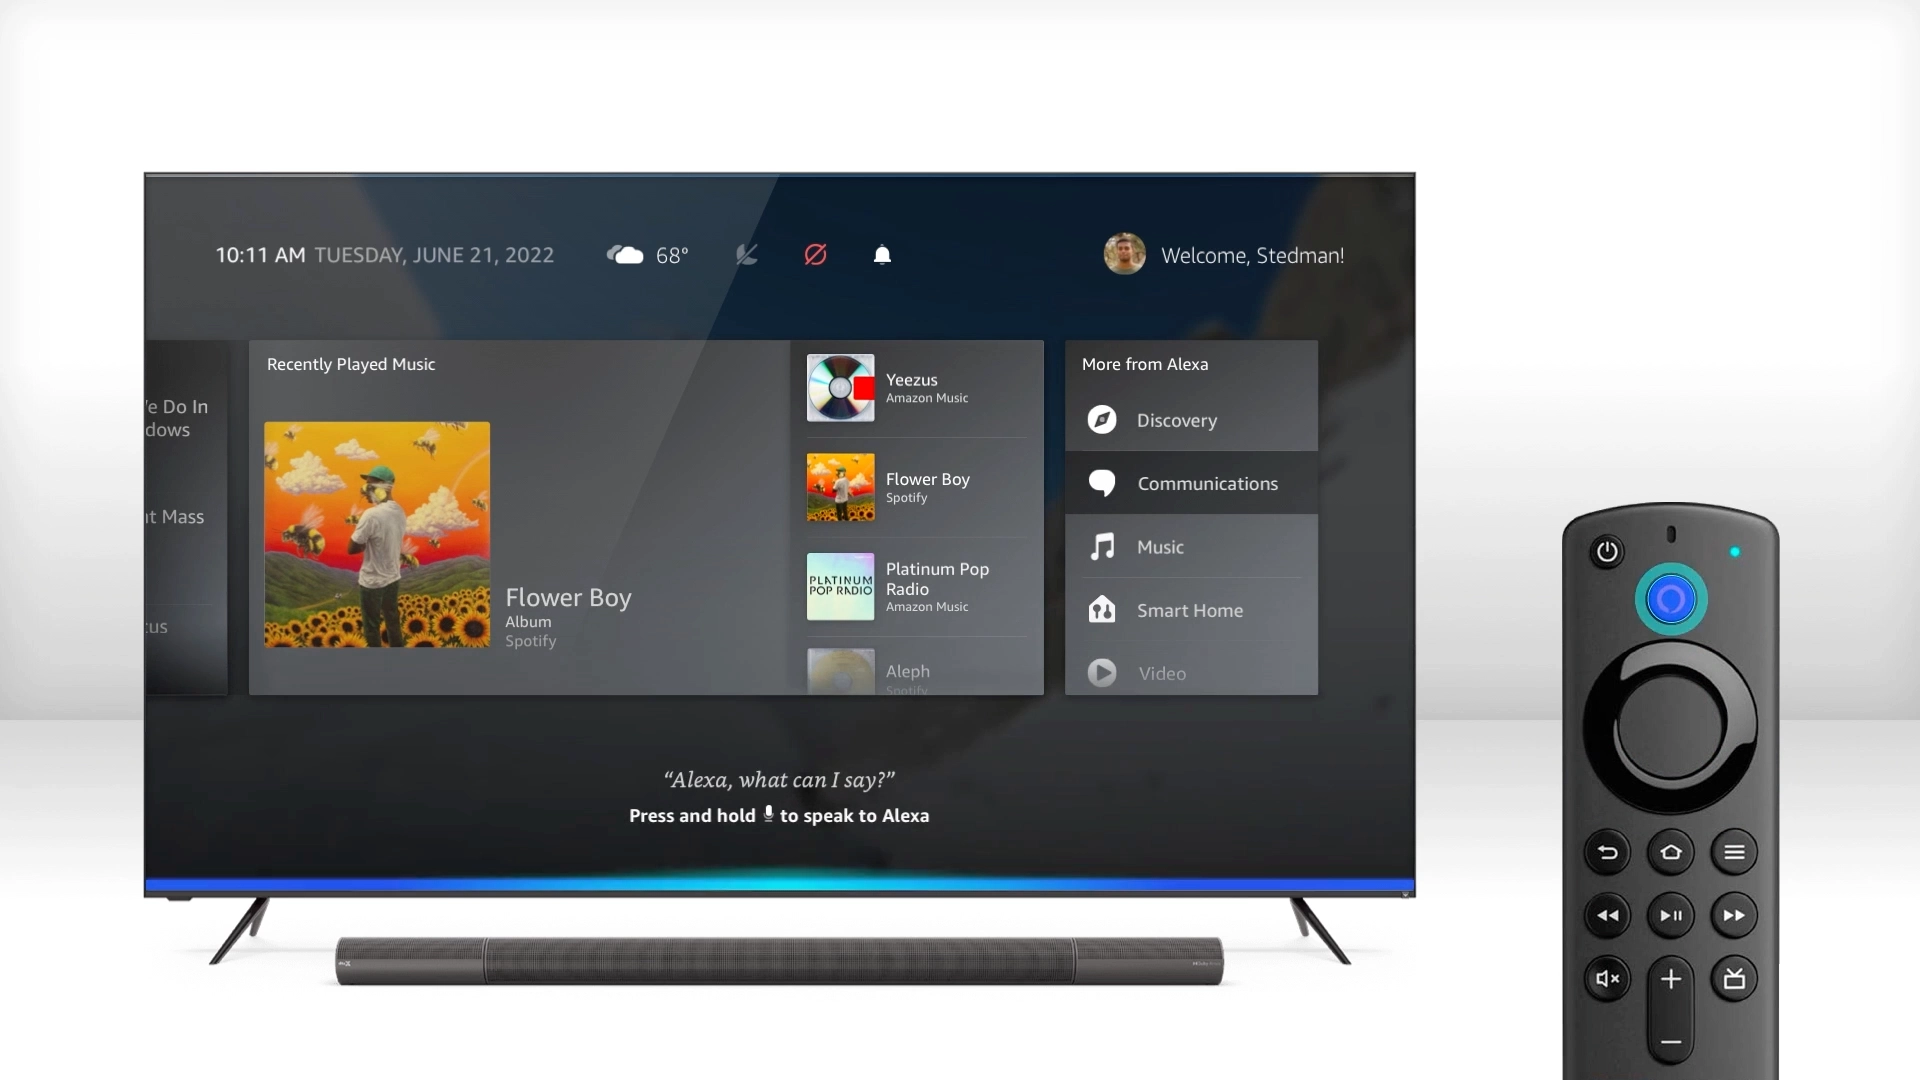 10:11 AM TUESDAY, JUNE 21, 2022
68°
Welcome, Stedman!
e Do In
dows
t Mass
us
Recently Played Music
Flower Boy
Album
Spotify
Yeezus
Amazon Music
Flower Boy
Spotify
PLATINUM
POP RADIO
Platinum Pop
Radio
Amazon Music
Aleph
Spotify
More from Alexa
Discovery
Communications
Music
Smart Home
Video
“Alexa, what can I say?”
Press and hold to speak to Alexa